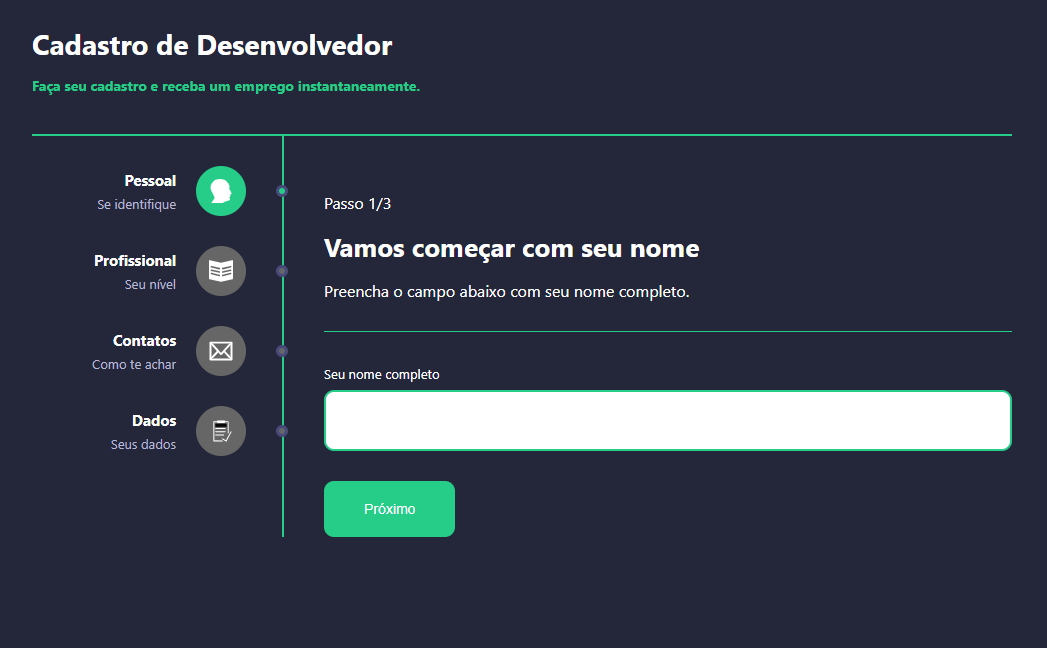 Cadastro de Desenvolvedor
Faça seu cadastro e receba um emprego instantaneamente.
Pessoal
Se identifique
Profissional
Seu nível
Contatos
Como te achar
Dados
Seus dados
Passo 1/3
Vamos começar com seu nome
Preencha o campo abaixo com seu nome completo.
Seu nome completo
Próximo